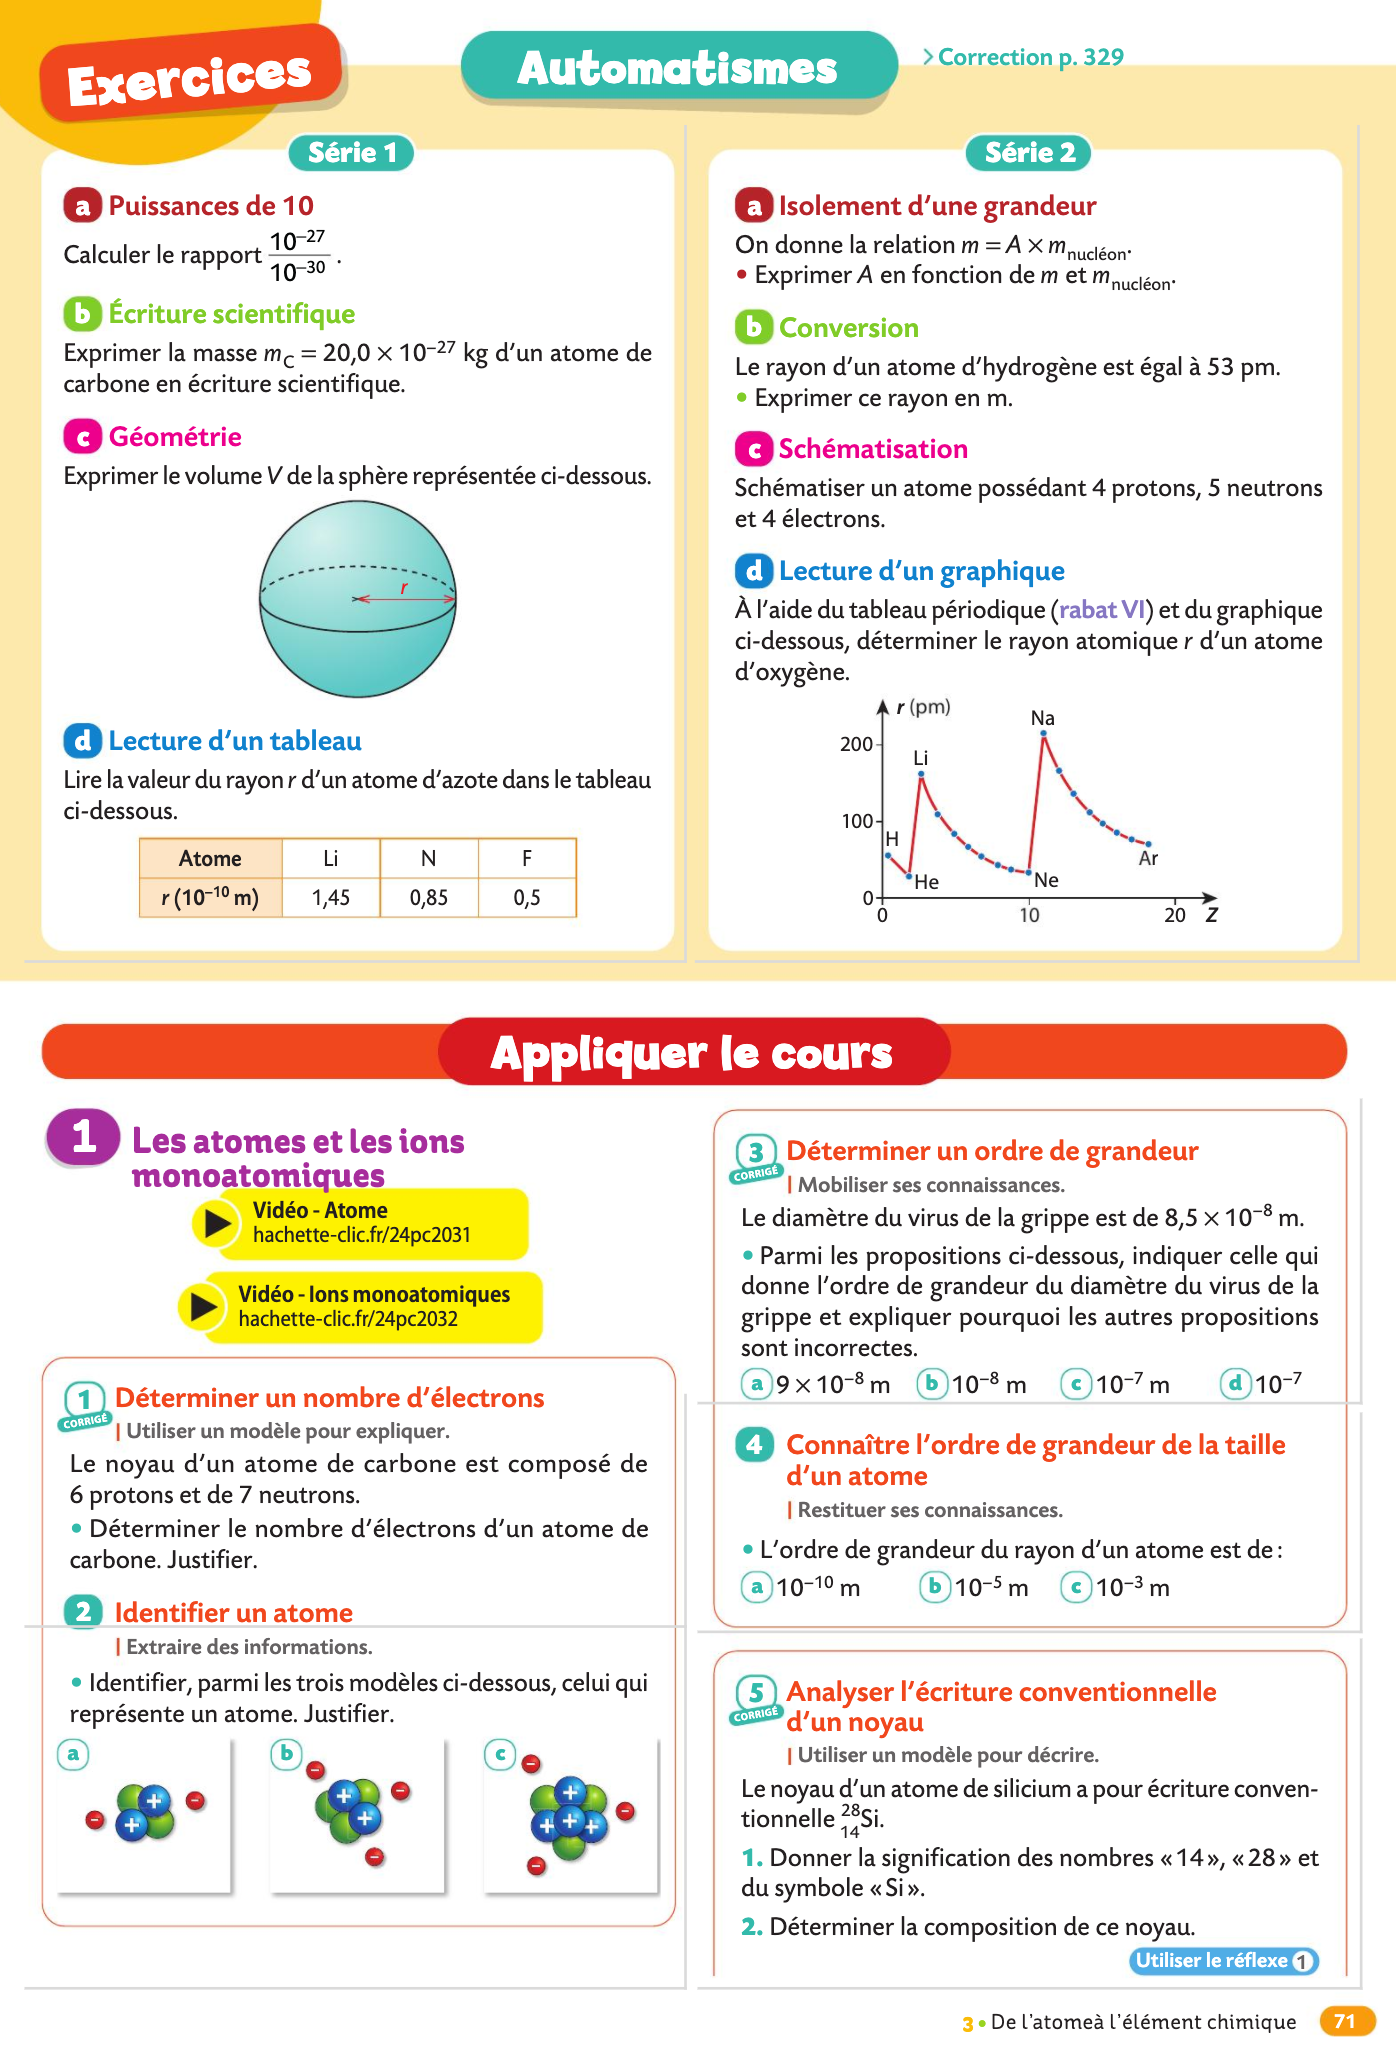 Exercices
Automatismes
> Correction p. 329
Série 1
a Puissances de 10
Calculer le rapport 10⁻²⁷ / 10⁻³⁰ .
b Écriture scientifique
Exprimer la masse mC = 20,0 × 10⁻²⁷ kg d'un atome de
carbone en écriture scientifique.
c Géométrie
Exprimer le volume V de la sphère représentée ci-dessous.
r
d Lecture d'un tableau
Lire la valeur du rayon r d'un atome d'azote dans le tableau
ci-dessous.
Atome Li N F
r (10⁻¹⁰ m) 1,45 0,85 0,5
Série 2
a Isolement d'une grandeur
On donne la relation m = A × mnucléon.
• Exprimer A en fonction de m et mnucléon.
b Conversion
Le rayon d'un atome d'hydrogène est égal à 53 pm.
• Exprimer ce rayon en m.
c Schématisation
Schématiser un atome possédant 4 protons, 5 neutrons
et 4 électrons.
d Lecture d'un graphique
À l'aide du tableau périodique (rabat VI) et du graphique
ci-dessous, déterminer le rayon atomique r d'un atome
d'oxygène.
r (pm)
Na
200
Li
100
H
Ar
He
Ne
0
0 10 20 Z
Appliquer le cours
1 Les atomes et les ions
monoatomiques
Vidéo - Atome
hachette-clic.fr/24pc2031
Vidéo - Ions monoatomiques
hachette-clic.fr/24pc2032
1 Déterminer un nombre d'électrons
CORRIGÉ
| Utiliser un modèle pour expliquer.
Le noyau d'un atome de carbone est composé de
6 protons et de 7 neutrons.
• Déterminer le nombre d'électrons d'un atome de
carbone. Justifier.
2 Identifier un atome
| Extraire des informations.
• Identifier, parmi les trois modèles ci-dessous, celui qui
représente un atome. Justifier.
a
+ + − −
b
+ + − − −
c
+ + + + − − −
3 Déterminer un ordre de grandeur
CORRIGÉ
| Mobiliser ses connaissances.
Le diamètre du virus de la grippe est de 8,5 × 10⁻⁸ m.
• Parmi les propositions ci-dessous, indiquer celle qui
donne l'ordre de grandeur du diamètre du virus de la
grippe et expliquer pourquoi les autres propositions
sont incorrectes.
a 9 × 10⁻⁸ m b 10⁻⁸ m c 10⁻⁷ m d 10⁻⁷
4 Connaître l'ordre de grandeur de la taille
d'un atome
| Restituer ses connaissances.
• L'ordre de grandeur du rayon d'un atome est de :
a 10⁻¹⁰ m b 10⁻⁵ m c 10⁻³ m
5 Analyser l'écriture conventionnelle
CORRIGÉ
d'un noyau
| Utiliser un modèle pour décrire.
Le noyau d'un atome de silicium a pour écriture conven-
tionnelle ²⁸₁₄Si.
1. Donner la signification des nombres « 14 », « 28 » et
du symbole « Si ».
2. Déterminer la composition de ce noyau.
Utiliser le réflexe 1
3 • De l'atomeà l'élément chimique 71